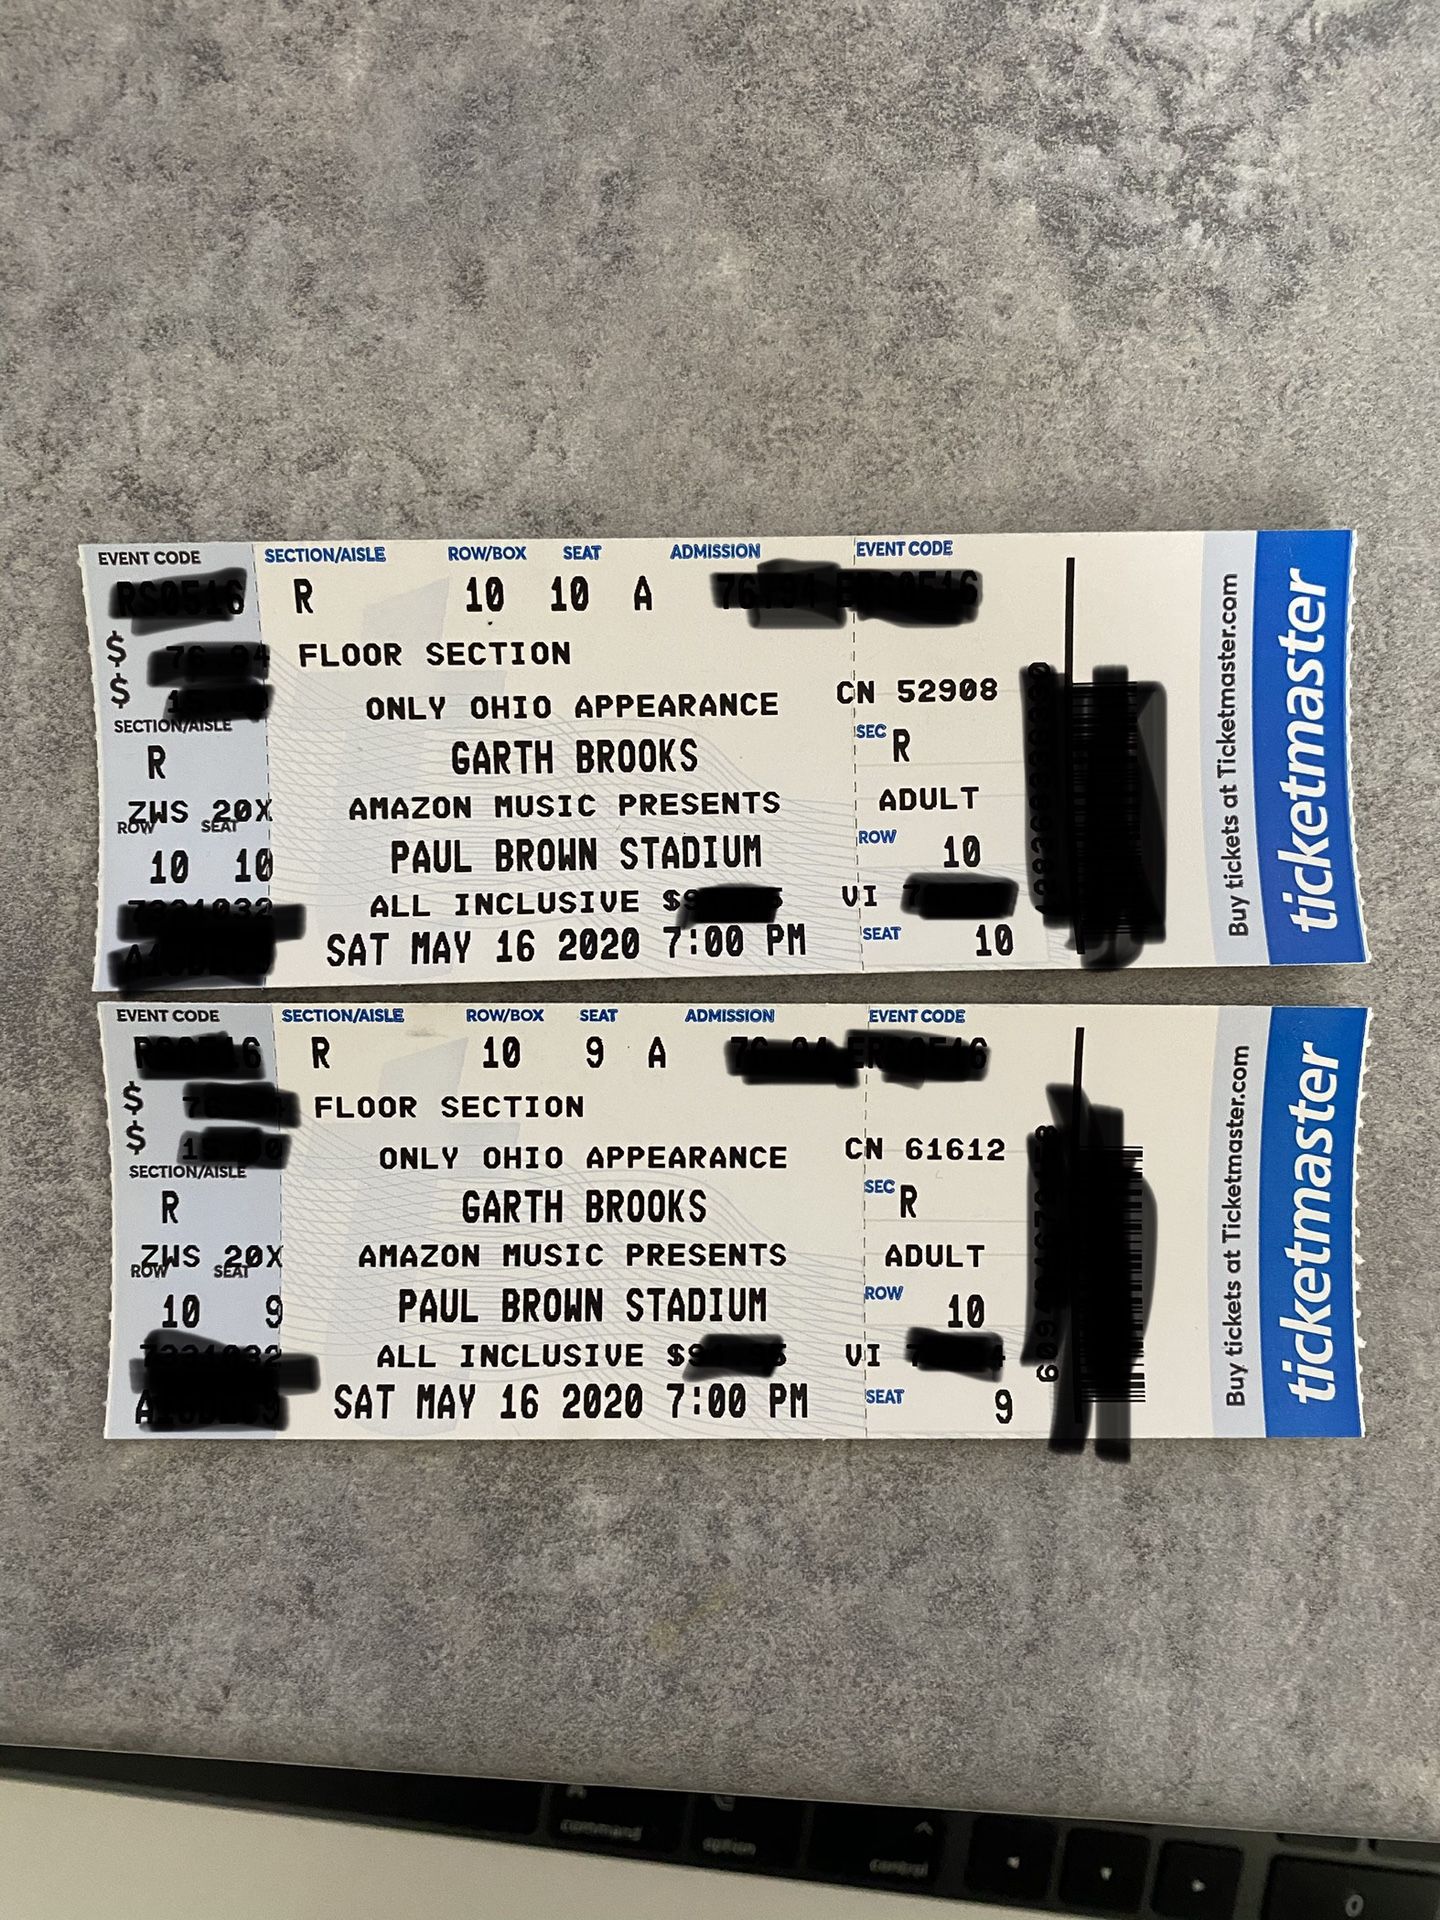 EVENT CODE SECTION/AISLE ROW/BOX SEAT ADMISSION EVENT CODE
R 10 10 A
$ FLOOR SECTION
$ ONLY OHIO APPEARANCE CN 52908
SECTION/AISLE GARTH BROOKS SEC R
R
ZWS 20X AMAZON MUSIC PRESENTS ADULT
ROW SEAT PAUL BROWN STADIUM ROW 10
10 10
ALL INCLUSIVE $ VI
SAT MAY 16 2020 7:00 PM SEAT 10
Buy tickets at Ticketmaster.com
ticketmaster
EVENT CODE SECTION/AISLE ROW/BOX SEAT ADMISSION EVENT CODE
R 10 9 A
$ FLOOR SECTION
$ ONLY OHIO APPEARANCE CN 61612
SECTION/AISLE GARTH BROOKS SEC R
R
ZWS 20X AMAZON MUSIC PRESENTS ADULT
ROW SEAT PAUL BROWN STADIUM ROW 10
10 9
ALL INCLUSIVE $ VI
SAT MAY 16 2020 7:00 PM SEAT 9
Buy tickets at Ticketmaster.com
ticketmaster
command option control